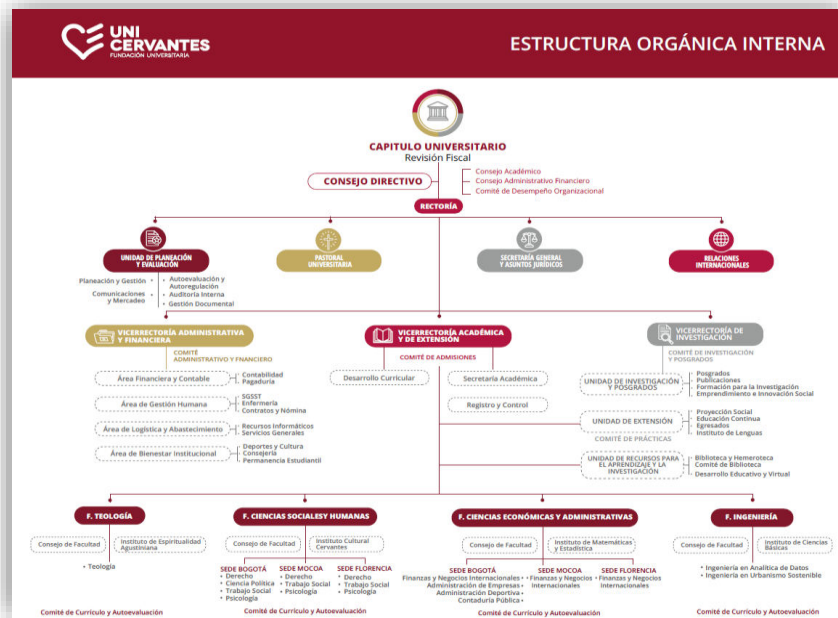 UNI
CERVANTES
FUNDACIÓN UNIVERSITARIA
ESTRUCTURA ORGÁNICA INTERNA
CAPITULO UNIVERSITARIO
Revisión Fiscal
CONSEJO DIRECTIVO
Consejo Académico
Consejo Administrativo Financiero
Comité de Desempeño Organizacional
RECTORÍA
UNIDAD DE PLANEACIÓN
Y EVALUACIÓN
PASTORAL
UNIVERSITARIA
SECRETARÍA GENERAL
Y ASUNTOS JURÍDICOS
RELACIONES
INTERNACIONALES
Planeación y Gestión •
Comunicaciones •
y Mercadeo
• Autoevaluación y
Autoregulación
• Auditoría Interna
• Gestión Documental
VICERRECTORÍA ADMINISTRATIVA
Y FINANCIERA
COMITÉ
ADMINISTRATIVO Y FINANCIERO
Área Financiera y Contable
Contabilidad
Pagaduría
Área de Gestión Humana
SGSST
Enfermería
Contratos y Nómina
Área de Logística y Abastecimiento
Recursos Informáticos
Servicios Generales
Área de Bienestar Institucional
Deportes y Cultura
Consejería
Permanencia Estudiantil
VICERRECTORÍA ACADÉMICA
Y DE EXTENSIÓN
COMITÉ DE ADMISIONES
Desarrollo Curricular
Secretaria Académica
Registro y Control
VICERRECTORÍA DE
INVESTIGACIÓN
COMITÉ DE INVESTIGACIÓN
Y POSGRADOS
UNIDAD DE INVESTIGACIÓN
Y POSGRADOS
Posgrados
Publicaciones
Formación para la Investigación
Emprendimiento e Innovación Social
UNIDAD DE EXTENSIÓN
Proyección Social
Educación Continua
Egresados
Instituto de Lenguas
COMITÉ DE PRÁCTICAS
UNIDAD DE RECURSOS PARA
EL APRENDIZAJE Y LA
INVESTIGACIÓN
Biblioteca y Hemeroteca
Comité de Biblioteca
Desarrollo Educativo y Virtual
F. TEOLOGÍA
Consejo de Facultad
Instituto de Espiritualidad
Agustiniana
• Teología
Comité de Currículo y Autoevaluación
F. CIENCIAS SOCIALESY HUMANAS
Consejo de Facultad
Instituto Cultural
Cervantes
SEDE BOGOTÁ
• Derecho
• Ciencia Política
• Trabajo Social
• Psicología
SEDE MOCOA
• Derecho
• Trabajo Social
• Psicología
SEDE FLORENCIA
• Derecho
• Trabajo Social
• Psicología
Comité de Currículo y Autoevaluación
F. CIENCIAS ECONÓMICAS Y ADMINISTRATIVAS
Consejo de Facultad
Instituto de Matemáticas
y Estadística
SEDE BOGOTÁ
Finanzas y Negocios Internacionales •
Administración de Empresas •
Administración Deportiva •
Contaduría Pública •
SEDE MOCOA
• Finanzas y Negocios
Internacionales
SEDE FLORENCIA
• Finanzas y Negocios
Internacionales
Comité de Currículo y Autoevaluación
F. INGENIERÍA
Consejo de Facultad
Instituto de Ciencias
Básicas
• Ingeniería en Analítica de Datos
• Ingeniería en Urbanismo Sostenible
Comité de Currículo y Autoevaluación